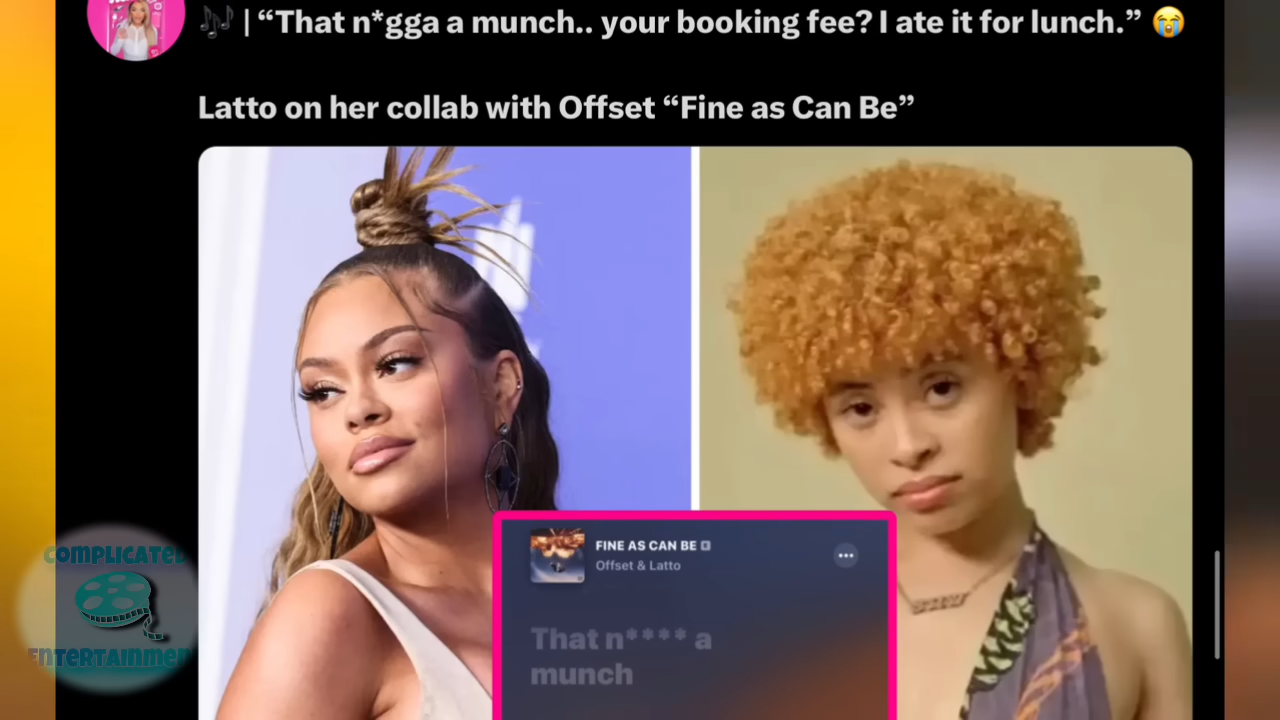 🎶 | “That n*gga a munch.. your booking fee? I ate it for lunch.” 😭
Latto on her collab with Offset “Fine as Can Be”
FINE AS CAN BE
Offset & Latto
That n**** a
munch
COMPLICATED
ENTERTAINMEN